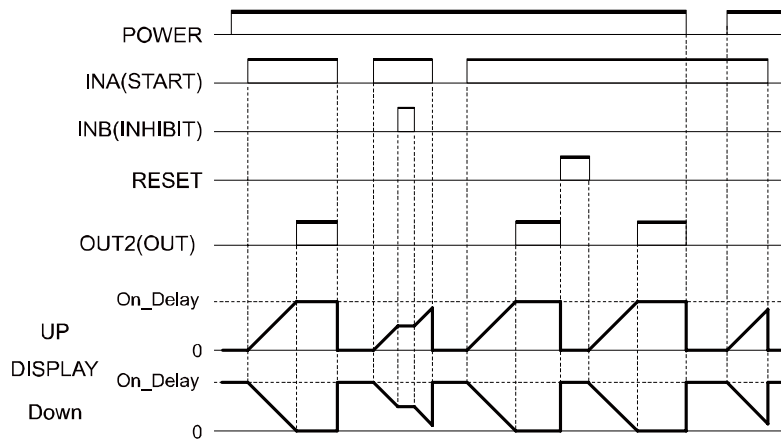 POWER
INA(START)
INB(INHIBIT)
RESET
OUT2(OUT)
On_Delay
UP
0
DISPLAY
On_Delay
Down
0